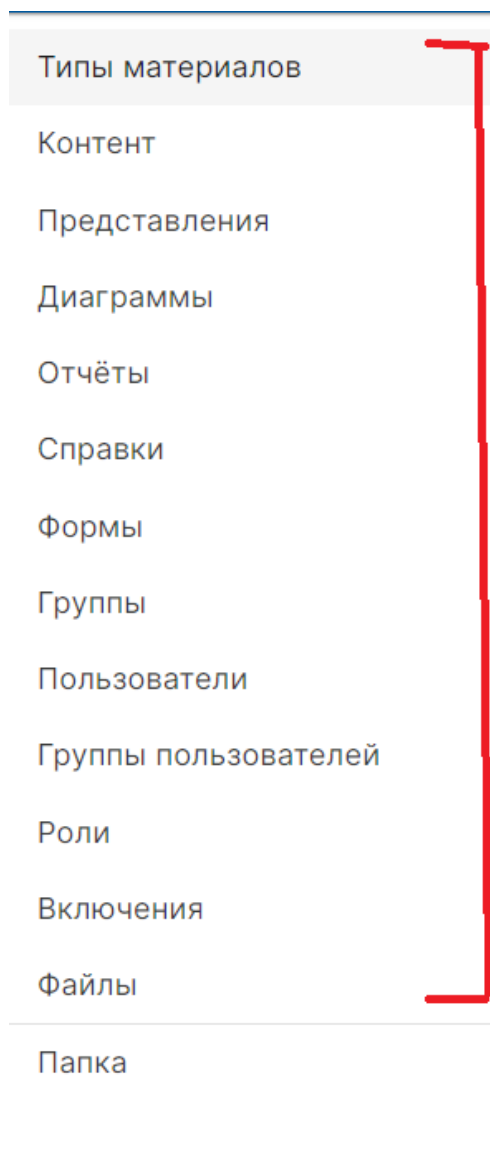 Типы материалов
Контент
Представления
Диаграммы
Отчёты
Справки
Формы
Группы
Пользователи
Группы пользователей
Роли
Включения
Файлы
Папка